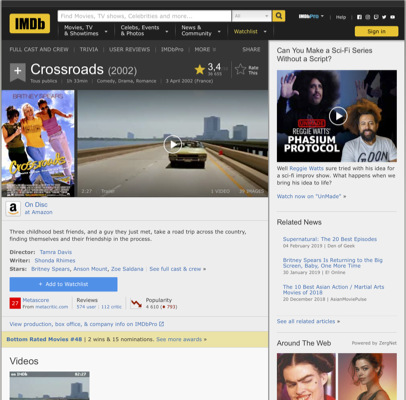 IMDb
Find Movies, TV shows, Celebrities and more...
All
IMDbPro
Help
Movies, TV
& Showtimes
Celebs, Events
& Photos
News &
Community
Watchlist
Sign in
FULL CAST AND CREW | TRIVIA | USER REVIEWS | IMDbPro | MORE
SHARE
Crossroads (2002)
3,4
Rate
This
Tous publics | 1h 33min | Comedy, Drama, Romance | 3 April 2002 (France)
BRITNEY SPEARS
Crossroads
2:27 | Trailer
1 VIDEO
IMAGES
On Disc
at Amazon
Three childhood best friends, and a guy they just met, take a road trip across the country,
finding themselves and their friendship in the process.
Director: Tamra Davis
Writer: Shonda Rhimes
Stars: Britney Spears, Anson Mount, Zoe Saldana | See full cast & crew »
+ Add to Watchlist
27
Metascore
From metacritic.com
Reviews
574 user | 112 critic
Popularity
4 610 ( 793)
View production, box office, & company info on IMDbPro
Bottom Rated Movies #48 | 2 wins & 15 nominations. See more awards »
Videos
02:27
Can You Make a Sci-Fi Series
Without a Script?
REGGIE WATTS'
PHASIUM
PROTOCOL
GOOD
Well Reggie Watts sure tried with his idea for
a sci-fi improv show. What happens when we
bring his idea to life?
Watch now on "UnMade" »
Related News
Supernatural: The 20 Best Episodes
04 February 2019 | Den of Geek
Britney Spears Is Returning to the Big
Screen, Baby, One More Time
30 January 2019 | E! Online
The 10 Best Action / Martial Arts
Movies of 2018
20 December 2018 | AsianMoviePulse
See all related articles »
Around The Web
Powered by ZergNet